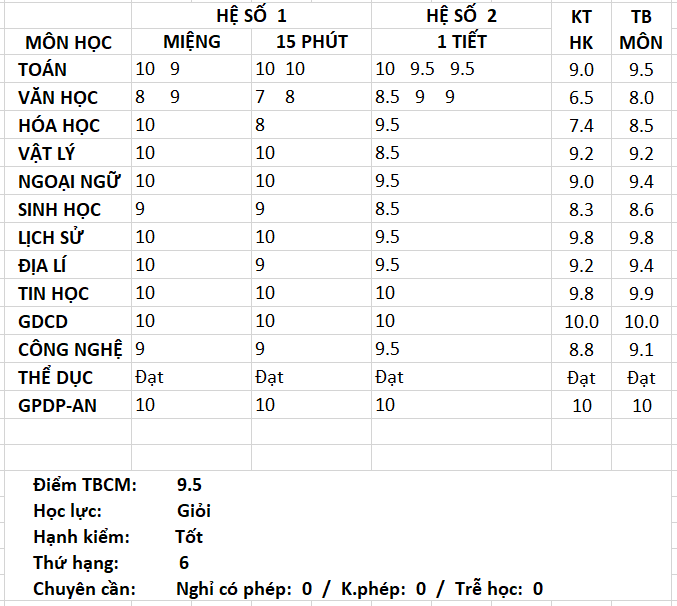 HỆ SỐ 1 HỆ SỐ 2 KT TB
MÔN HỌC MIỆNG 15 PHÚT 1 TIẾT HK MÔN
TOÁN 10 9 10 10 10 9.5 9.5 9.0 9.5
VĂN HỌC 8 9 7 8 8.5 9 9 6.5 8.0
HÓA HỌC 10 8 9.5 7.4 8.5
VẬT LÝ 10 10 8.5 9.2 9.2
NGOẠI NGỮ 10 10 9.5 9.0 9.4
SINH HỌC 9 9 8.5 8.3 8.6
LỊCH SỬ 10 10 9.5 9.8 9.8
ĐỊA LÍ 10 9 9.5 9.2 9.4
TIN HỌC 10 10 10 9.8 9.9
GDCD 10 10 10 10.0 10.0
CÔNG NGHỆ 9 9 9.5 8.8 9.1
THỂ DỤC Đạt Đạt Đạt Đạt Đạt
GPDP-AN 10 10 10 10 10
Điểm TBCM: 9.5
Học lực: Giỏi
Hạnh kiểm: Tốt
Thứ hạng: 6
Chuyên cần: Nghỉ có phép: 0 / K.phép: 0 / Trễ học: 0